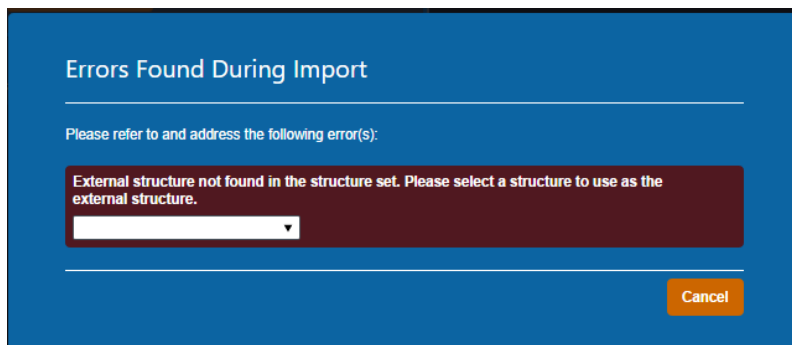 Errors Found During Import
Please refer to and address the following error(s):
External structure not found in the structure set. Please select a structure to use as the
external structure.
Cancel